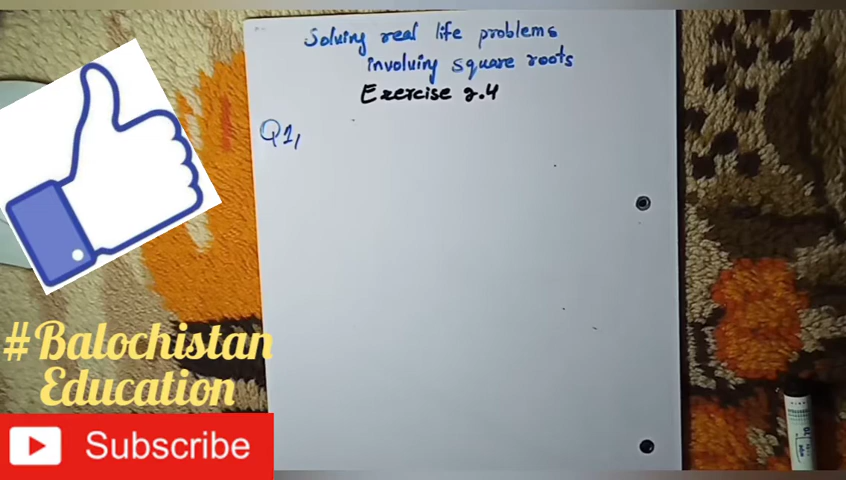 Solving real life problems
involving square roots
Exercise 2.4
Q1,
#Balochistan
Education
Subscribe